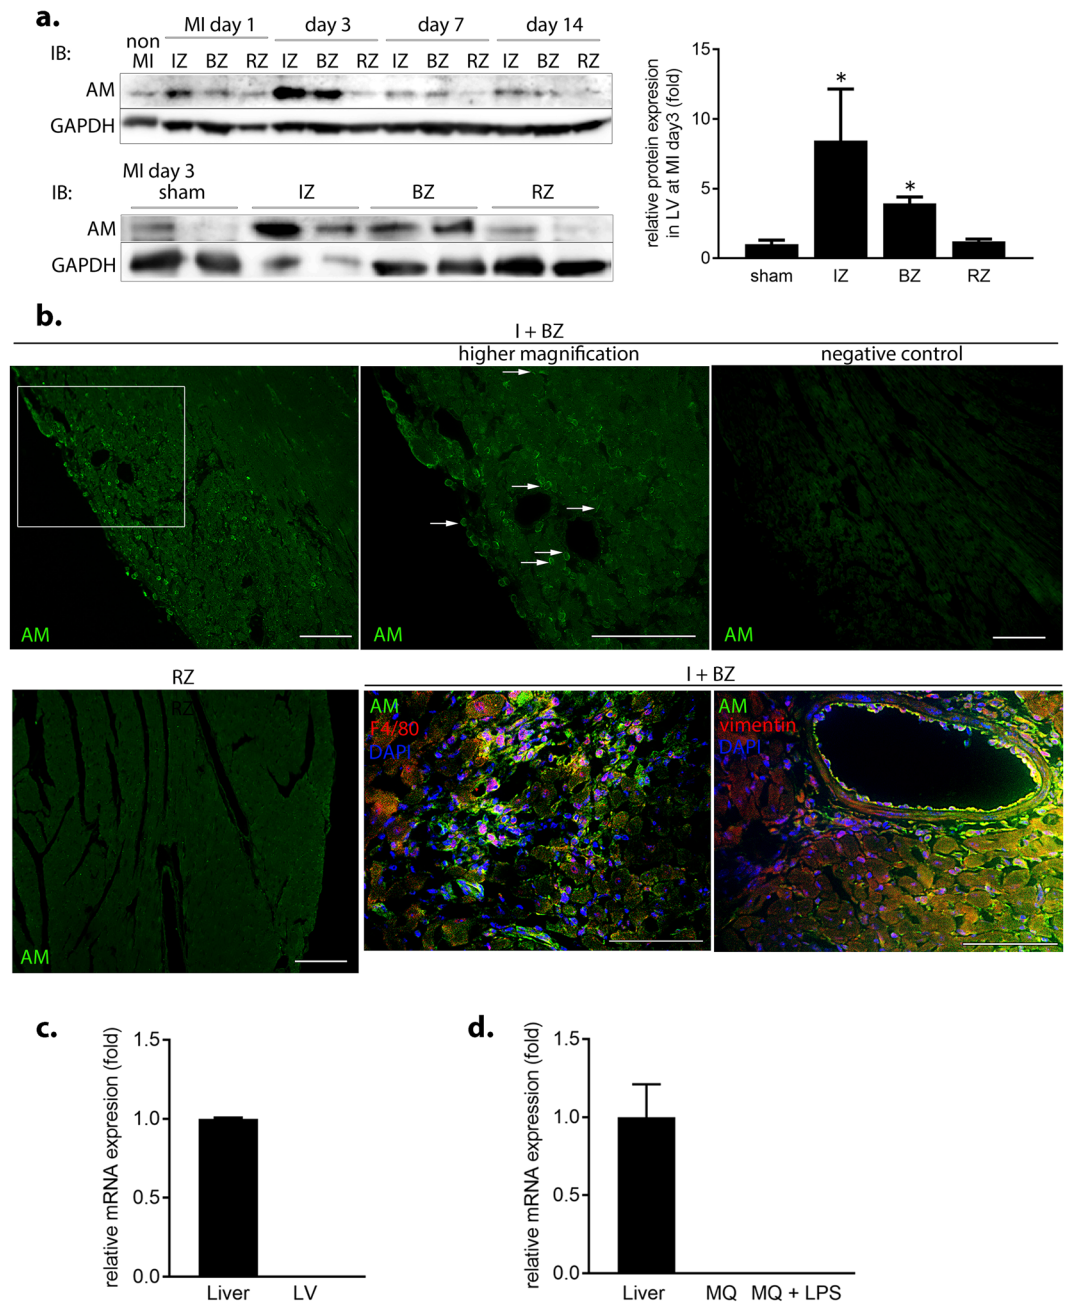 a.
MI day 1 day 3 day 7 day 14
non
MI
IB: IZ BZ RZ IZ BZ RZ IZ BZ RZ IZ BZ RZ
AM
GAPDH
MI day 3
IB: sham IZ BZ RZ
AM
GAPDH
relative protein expresion
in LV at MI day3 (fold)
15
10
5
0
* *
sham IZ BZ RZ
b.
I + BZ
higher magnification negative control
AM AM AM
RZ I + BZ
RZ
AM
AM
F4/80
DAPI
AM
vimentin
DAPI
c.
relative mRNA expression (fold)
1.5
1.0
0.5
0.0
Liver LV
d.
relative mRNA expression (fold)
1.5
1.0
0.5
0.0
Liver MQ MQ + LPS